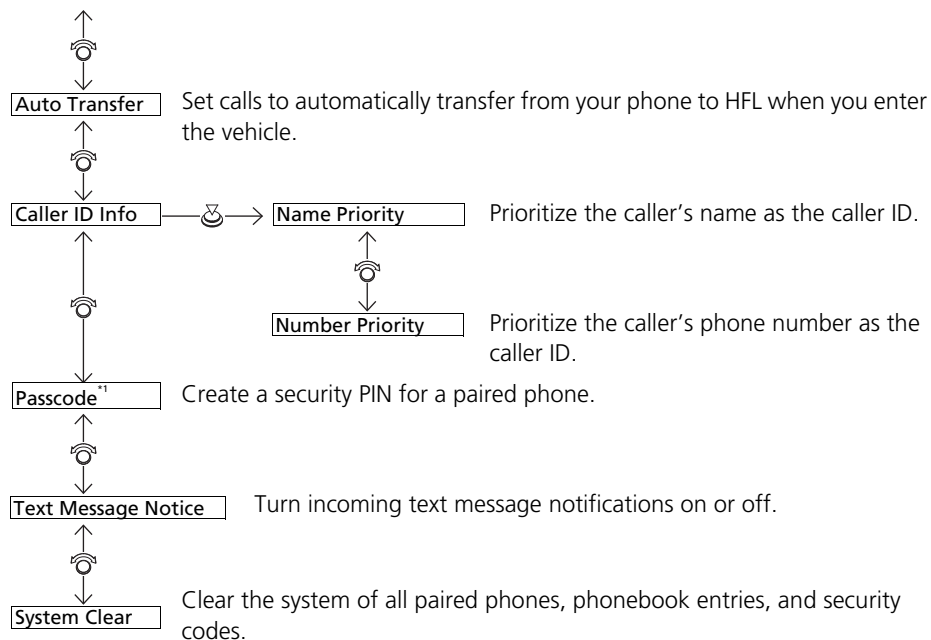 Auto Transfer
Set calls to automatically transfer from your phone to HFL when you enter
the vehicle.
Caller ID Info
Name Priority
Prioritize the caller's name as the caller ID.
Number Priority
Prioritize the caller's phone number as the
caller ID.
Passcode*1
Create a security PIN for a paired phone.
Text Message Notice
Turn incoming text message notifications on or off.
System Clear
Clear the system of all paired phones, phonebook entries, and security
codes.